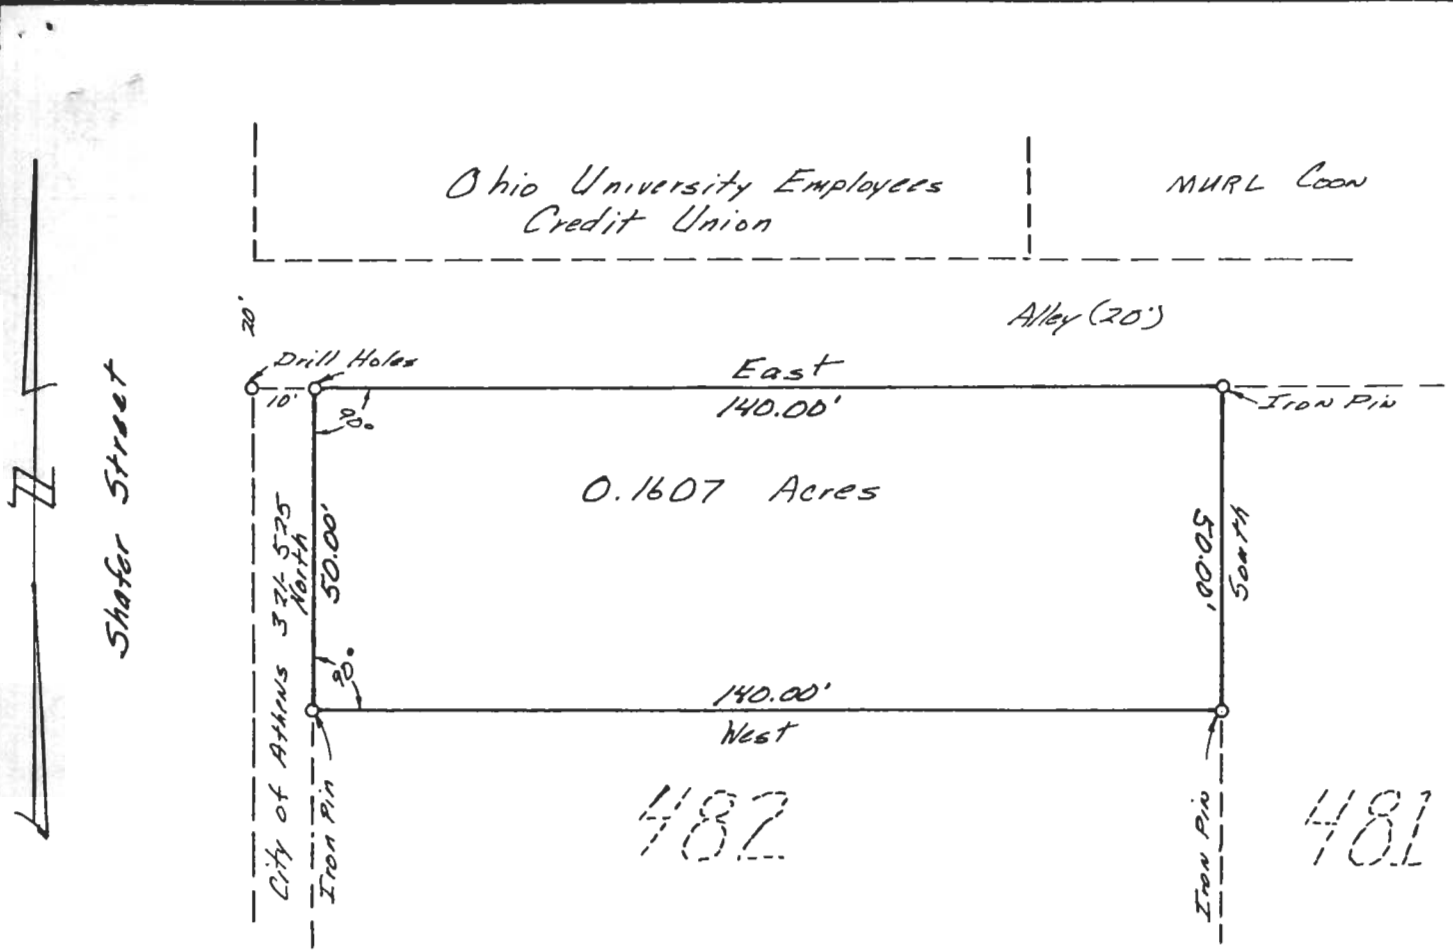 Ohio University Employees
Credit Union
MURL COON
Alley (20')
20'
Drill Holes
10'
East
140.00'
Iron Pin
90°
0.1607 Acres
Shafer Street
N
City of Athens 321-525
North
50.00'
50.00'
South
90°
140.00'
West
Iron Pin
Iron Pin
482
481